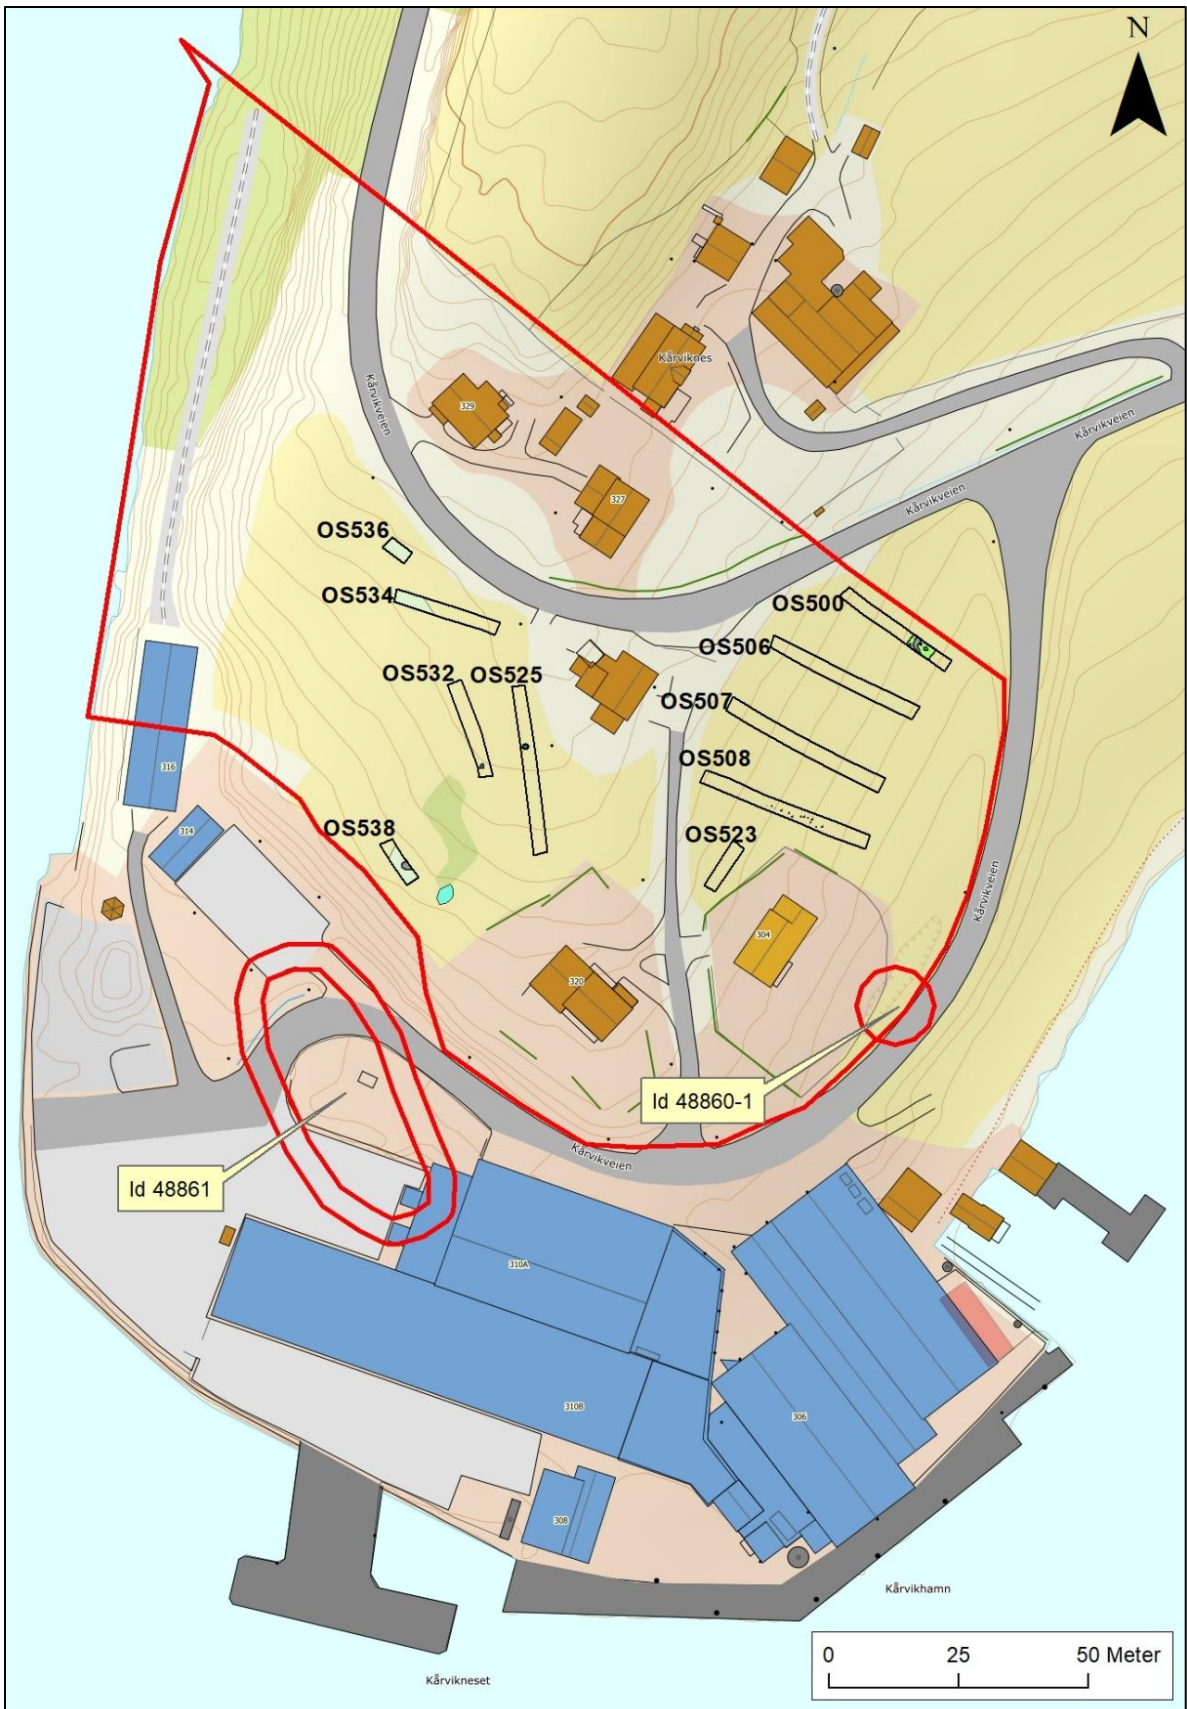 N
Kårviknes
Kårvikveien
329
Kårvikveien
Kårvikveien
327
OS536
OS534
OS500
OS506
OS532
OS525
OS507
316
OS508
314
OS538
OS523
Kårvikveien
304
320
Id 48860-1
Kårvikveien
Id 48861
310A
310B
306
308
Kårvikhamn
Kårvikneset
0 25 50 Meter